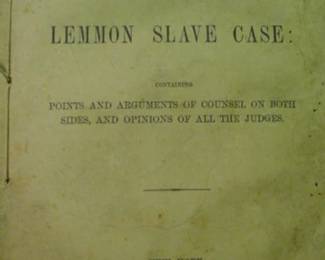 LEMMON SLAVE CASE:
CONTAINING
POINTS AND ARGUMENTS OF COUNSEL ON BOTH
SIDES, AND OPINIONS OF ALL THE JUDGES.